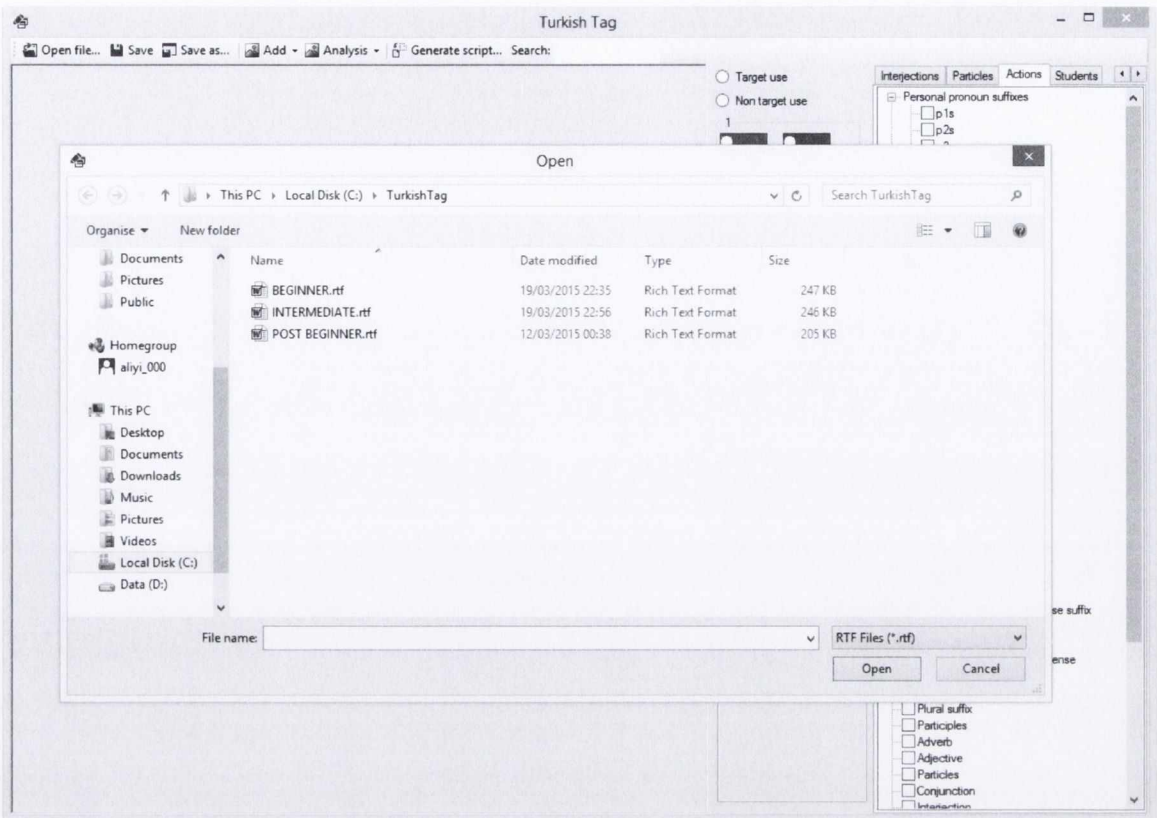 Turkish Tag
Open file... Save Save as... Add Analysis Generate script... Search:
Target use
Non target use
1
Interjections Particles Actions Students
Personal pronoun suffixes
p1s
p2s
Open
This PC Local Disk (C:) TurkishTag
Search TurkishTag
Organise New folder
Name Date modified Type Size
BEGINNER.rtf 19/03/2015 22:35 Rich Text Format 247 KB
INTERMEDIATE.rtf 19/03/2015 22:56 Rich Text Format 246 KB
POST BEGINNER.rtf 12/03/2015 00:38 Rich Text Format 205 KB
Documents
Pictures
Public
Homegroup
aliyi_000
This PC
Desktop
Documents
Downloads
Music
Pictures
Videos
Local Disk (C:)
Data (D:)
File name:
RTF Files (*.rtf)
Open Cancel
se suffix
ense
Plural suffix
Participles
Adverb
Adjective
Particles
Conjunction
Interjection